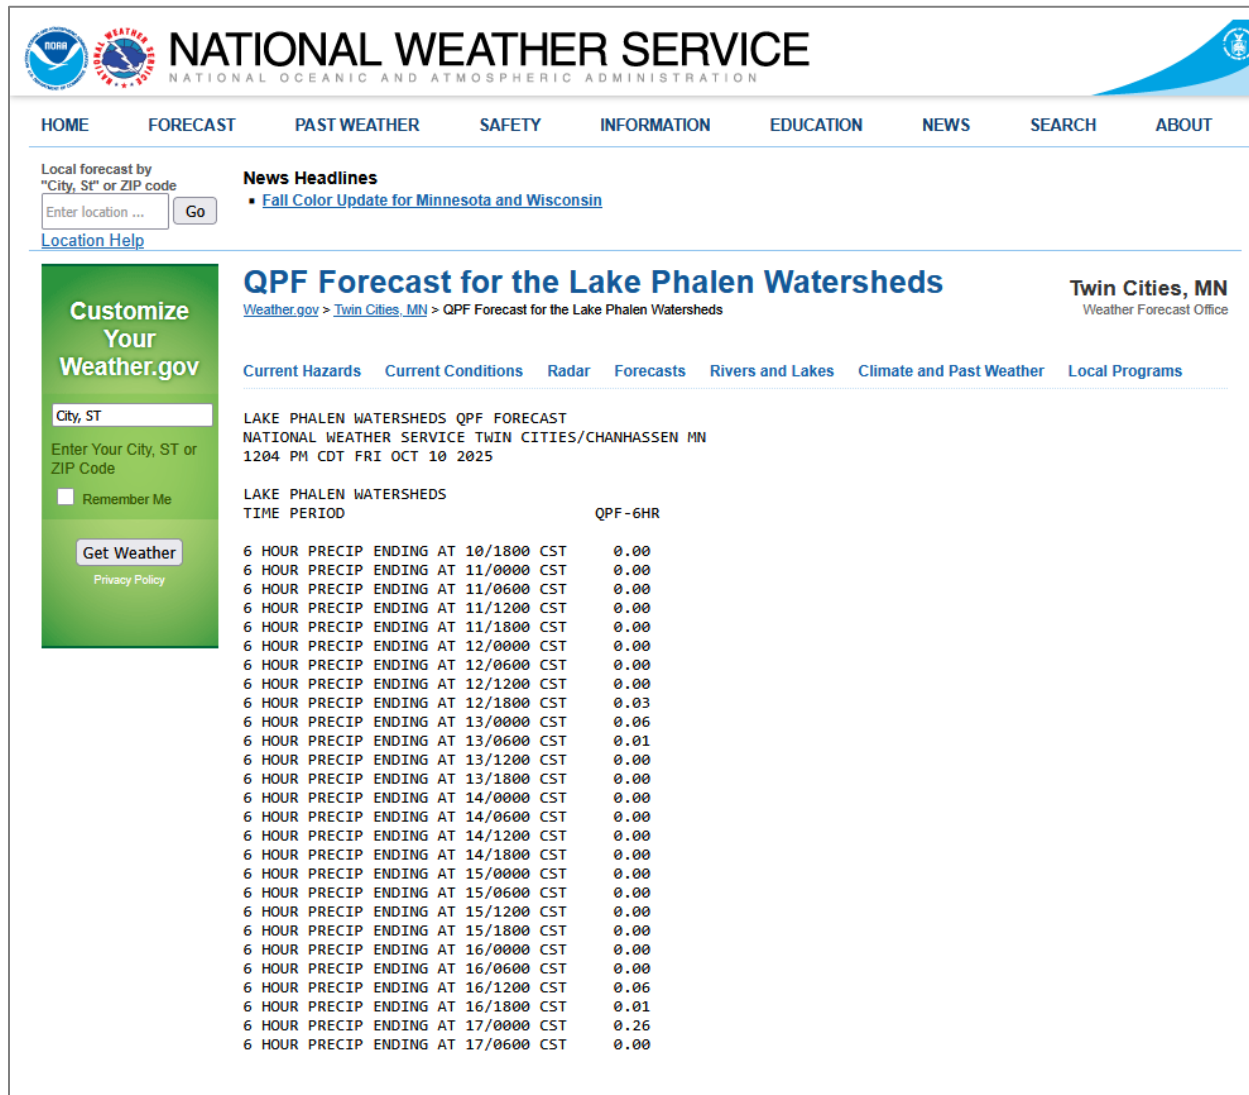 NATIONAL WEATHER SERVICE
NATIONAL OCEANIC AND ATMOSPHERIC ADMINISTRATION
HOME FORECAST PAST WEATHER SAFETY INFORMATION EDUCATION NEWS SEARCH ABOUT
Local forecast by
"City, St" or ZIP code
Enter location ... Go
Location Help
News Headlines
Fall Color Update for Minnesota and Wisconsin
Customize
Your
Weather.gov
City, ST
Enter Your City, ST or
ZIP Code
Remember Me
Get Weather
Privacy Policy
QPF Forecast for the Lake Phalen Watersheds
Weather.gov > Twin Cities, MN > QPF Forecast for the Lake Phalen Watersheds
Twin Cities, MN
Weather Forecast Office
Current Hazards Current Conditions Radar Forecasts Rivers and Lakes Climate and Past Weather Local Programs
LAKE PHALEN WATERSHEDS QPF FORECAST
NATIONAL WEATHER SERVICE TWIN CITIES/CHANHASSEN MN
1204 PM CDT FRI OCT 10 2025
LAKE PHALEN WATERSHEDS
TIME PERIOD QPF-6HR
6 HOUR PRECIP ENDING AT 10/1800 CST 0.00
6 HOUR PRECIP ENDING AT 11/0000 CST 0.00
6 HOUR PRECIP ENDING AT 11/0600 CST 0.00
6 HOUR PRECIP ENDING AT 11/1200 CST 0.00
6 HOUR PRECIP ENDING AT 11/1800 CST 0.00
6 HOUR PRECIP ENDING AT 12/0000 CST 0.00
6 HOUR PRECIP ENDING AT 12/0600 CST 0.00
6 HOUR PRECIP ENDING AT 12/1200 CST 0.00
6 HOUR PRECIP ENDING AT 12/1800 CST 0.03
6 HOUR PRECIP ENDING AT 13/0000 CST 0.06
6 HOUR PRECIP ENDING AT 13/0600 CST 0.01
6 HOUR PRECIP ENDING AT 13/1200 CST 0.00
6 HOUR PRECIP ENDING AT 13/1800 CST 0.00
6 HOUR PRECIP ENDING AT 14/0000 CST 0.00
6 HOUR PRECIP ENDING AT 14/0600 CST 0.00
6 HOUR PRECIP ENDING AT 14/1200 CST 0.00
6 HOUR PRECIP ENDING AT 14/1800 CST 0.00
6 HOUR PRECIP ENDING AT 15/0000 CST 0.00
6 HOUR PRECIP ENDING AT 15/0600 CST 0.00
6 HOUR PRECIP ENDING AT 15/1200 CST 0.00
6 HOUR PRECIP ENDING AT 15/1800 CST 0.00
6 HOUR PRECIP ENDING AT 16/0000 CST 0.00
6 HOUR PRECIP ENDING AT 16/0600 CST 0.00
6 HOUR PRECIP ENDING AT 16/1200 CST 0.06
6 HOUR PRECIP ENDING AT 16/1800 CST 0.01
6 HOUR PRECIP ENDING AT 17/0000 CST 0.26
6 HOUR PRECIP ENDING AT 17/0600 CST 0.00